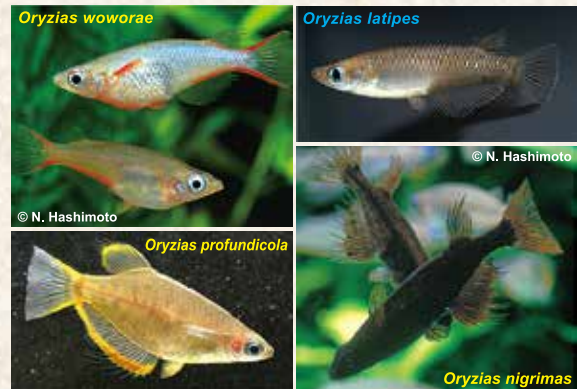 Oryzias woworae
© N. Hashimoto
Oryzias latipes
Oryzias profundicola
© N. Hashimoto
Oryzias nigrimas